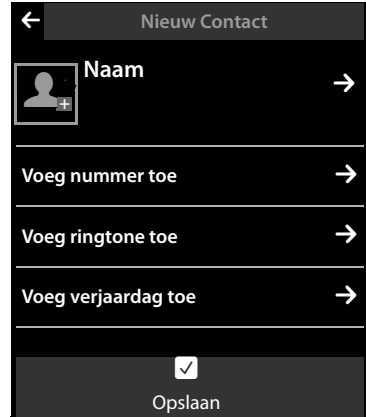 Nieuw Contact
Naam
Voeg nummer toe
Voeg ringtone toe
Voeg verjaardag toe
Opslaan